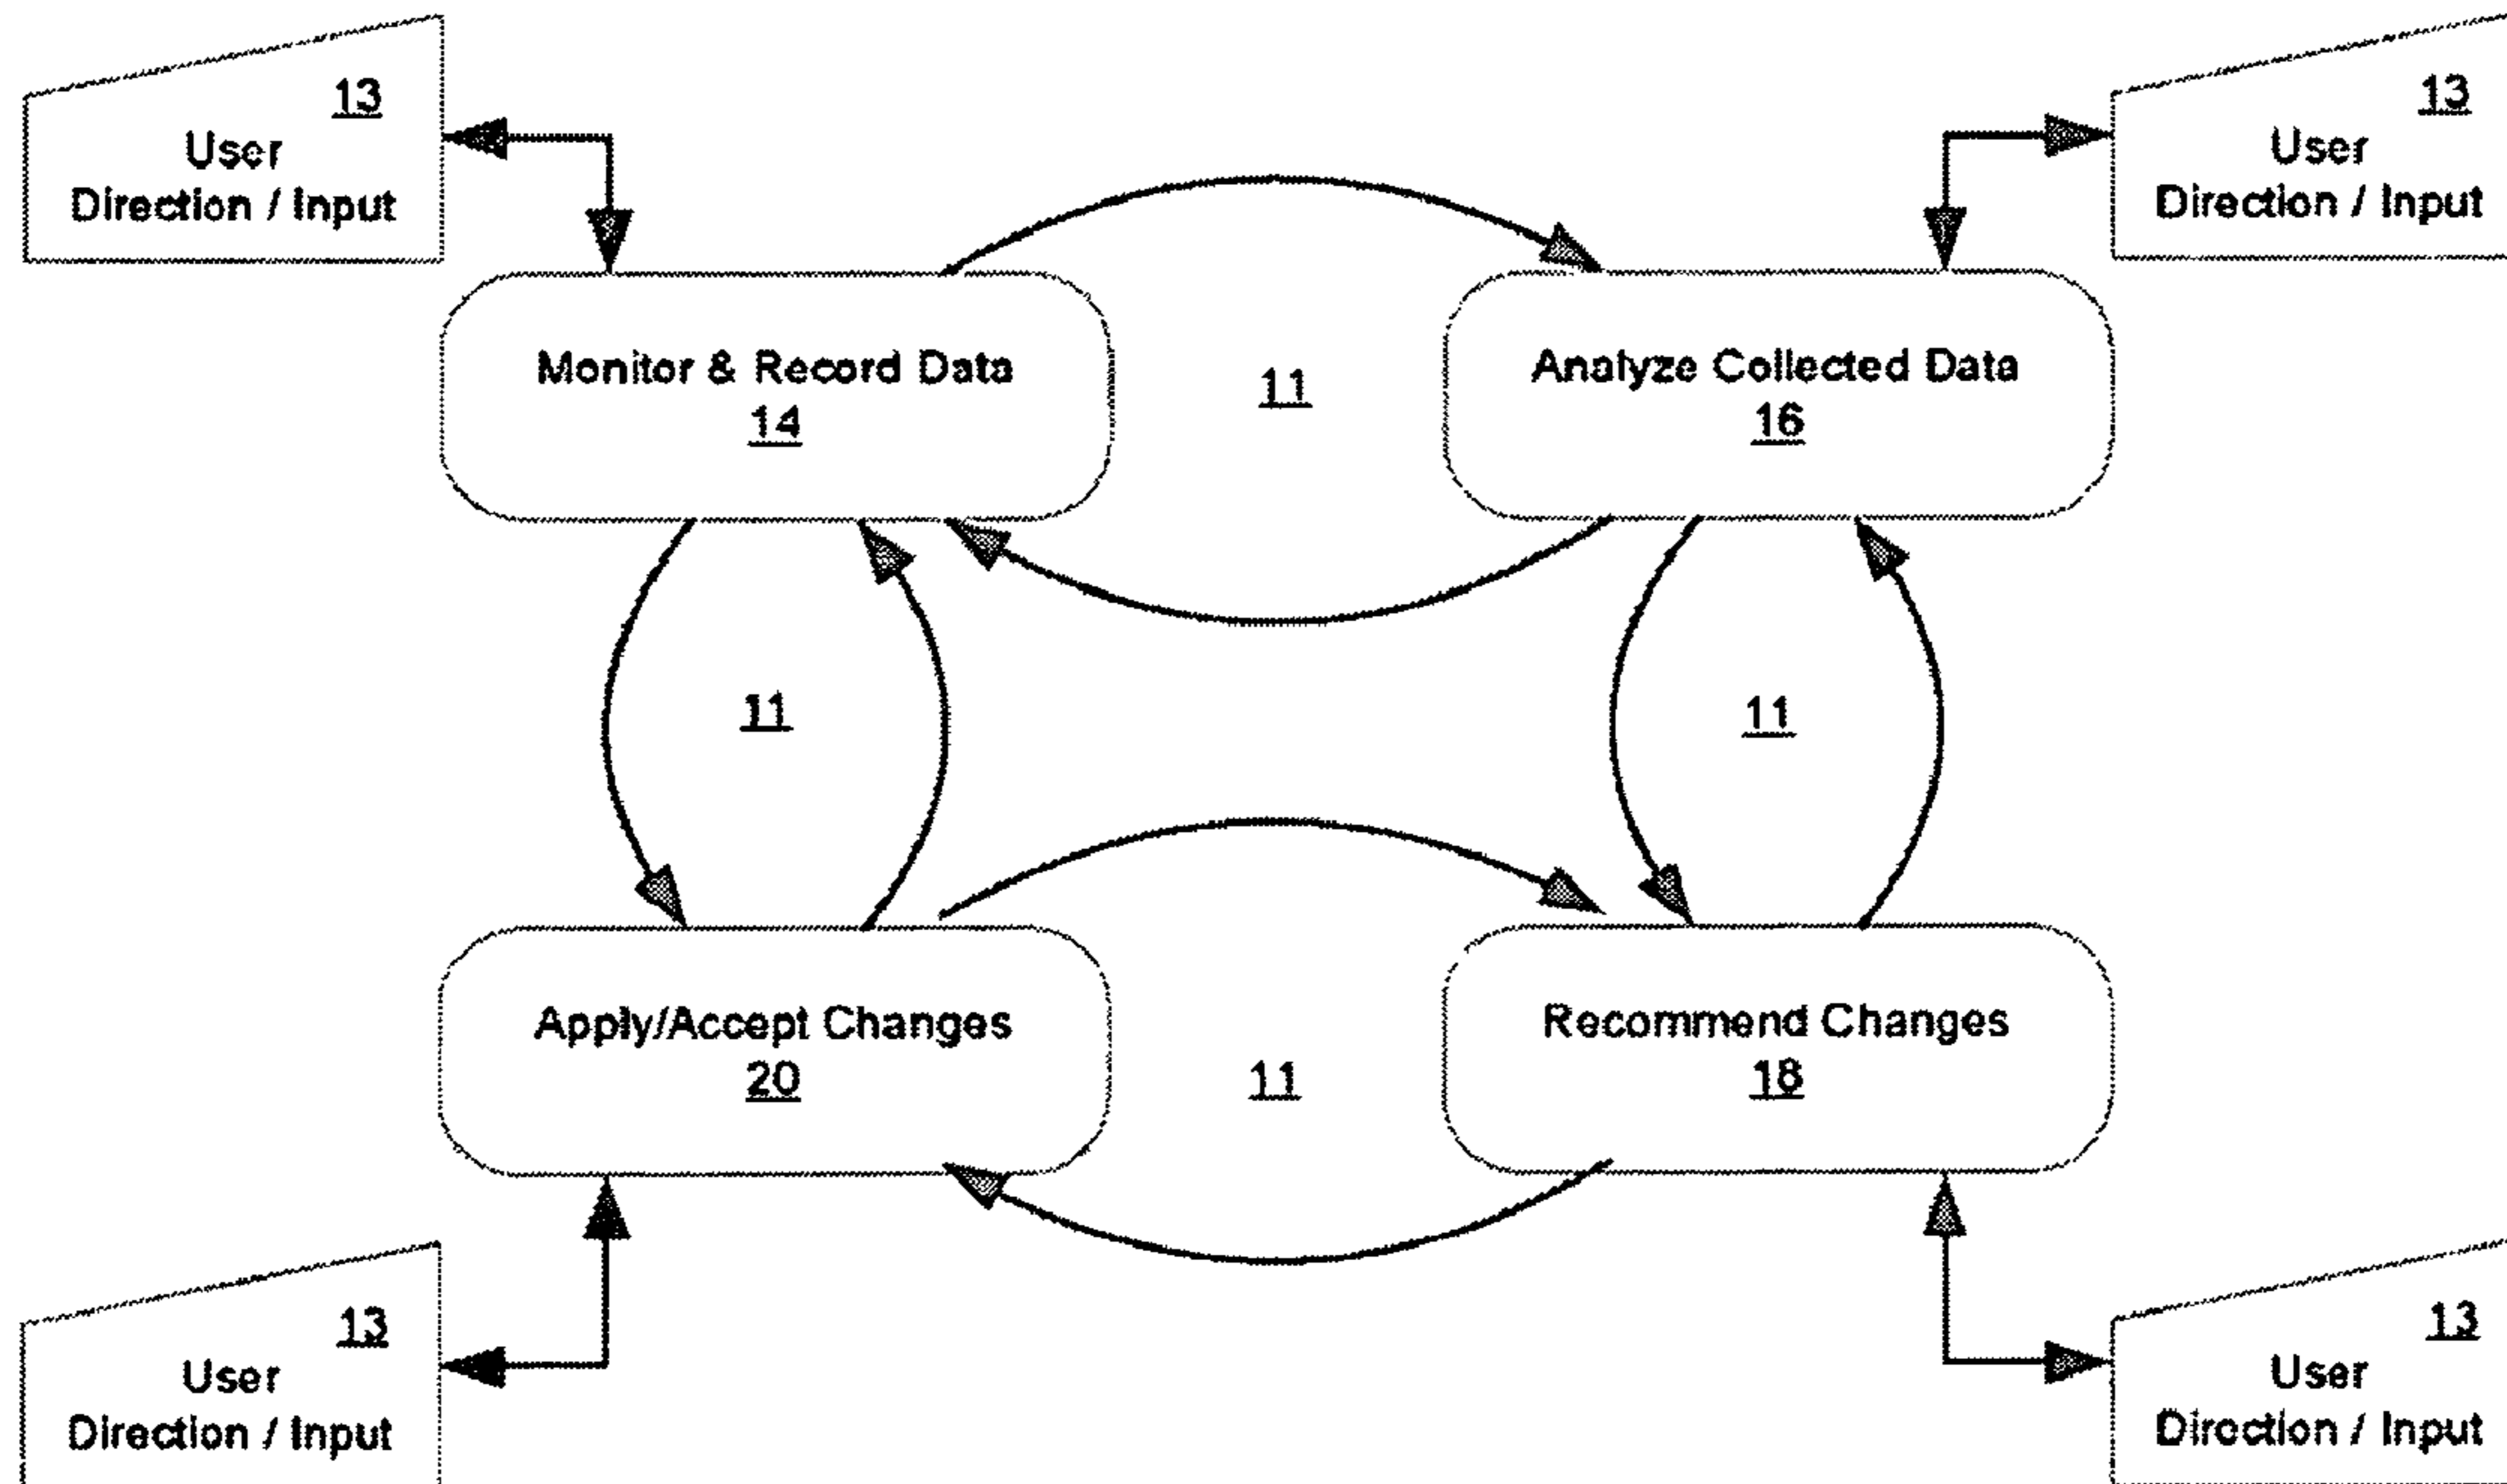 13
User
Direction / Input
13
User
Direction / Input
Monitor & Record Data
14
11
Analyze Collected Data
16
11
11
Apply/Accept Changes
20
11
Recommend Changes
18
13
User
Direction / Input
13
User
Direction / Input